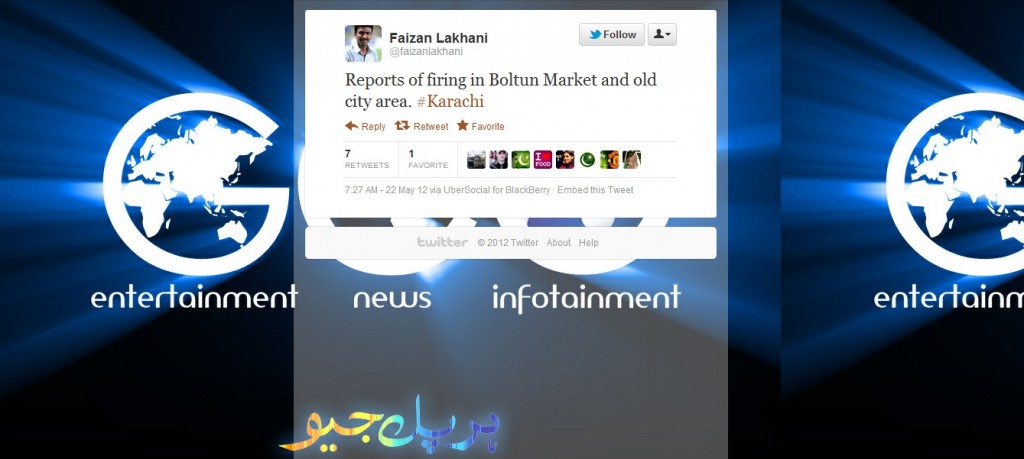 Faizan Lakhani
@faizanlakhani
Follow
Reports of firing in Boltun Market and old
city area. #Karachi
Reply Retweet Favorite
7 RETWEETS 1 FAVORITE
I FOOD
7:27 AM - 22 May 12 via UberSocial for BlackBerry · Embed this Tweet
twitter © 2012 Twitter About Help
entertainment news infotainment entertainm
ہر پل جیو